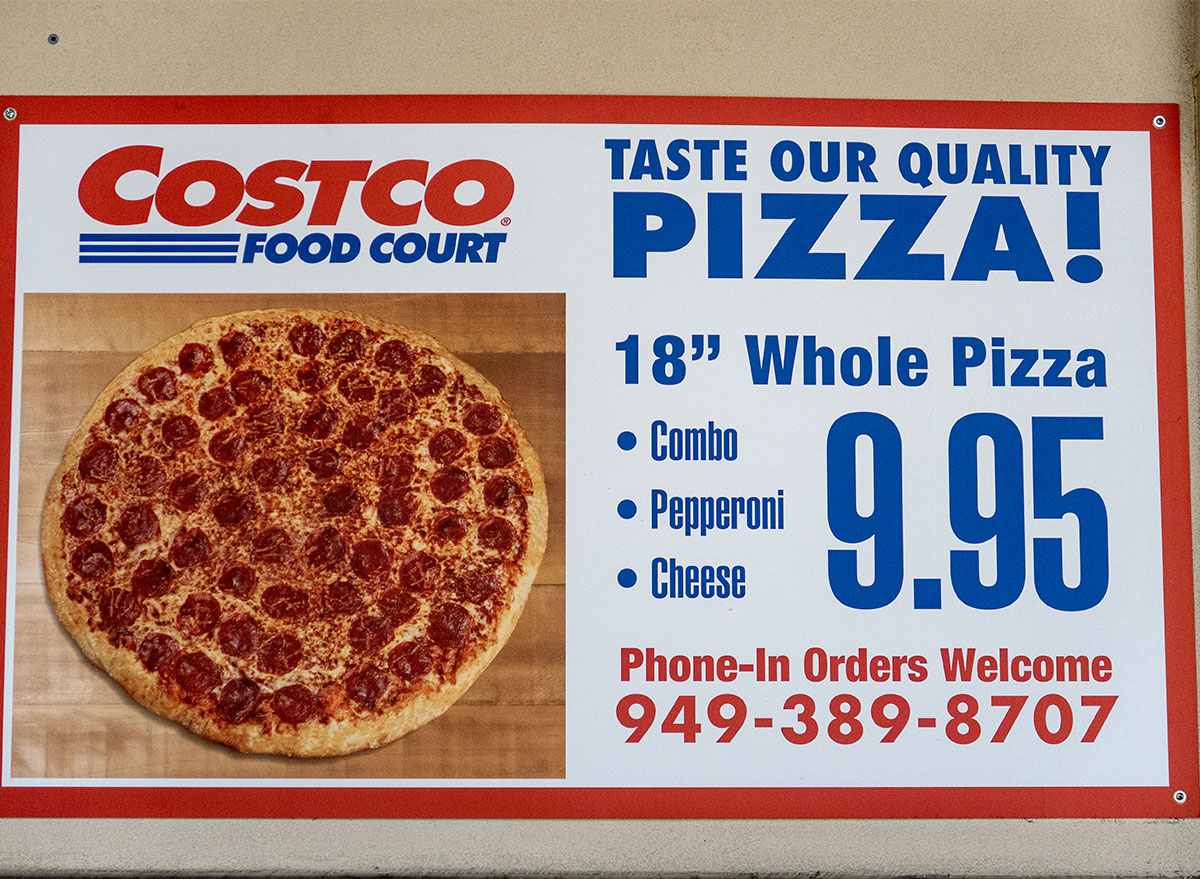 COSTCO®
FOOD COURT
TASTE OUR QUALITY
PIZZA!
18” Whole Pizza
• Combo
• Pepperoni
• Cheese
9.95
Phone-In Orders Welcome
949-389-8707